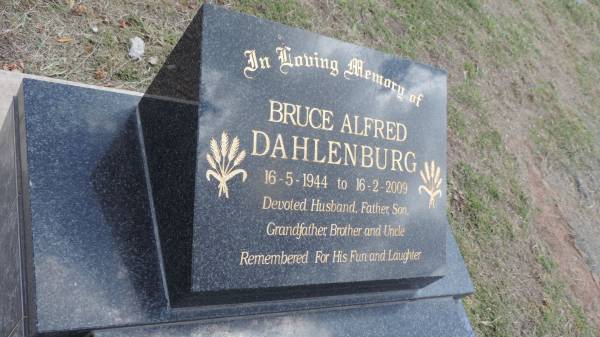 In Loving Memory of
BRUCE ALFRED
DAHLENBURG
16-5-1944 to 16-2-2009
Devoted Husband, Father, Son,
Grandfather, Brother and Uncle
Remembered For His Fun and Laughter